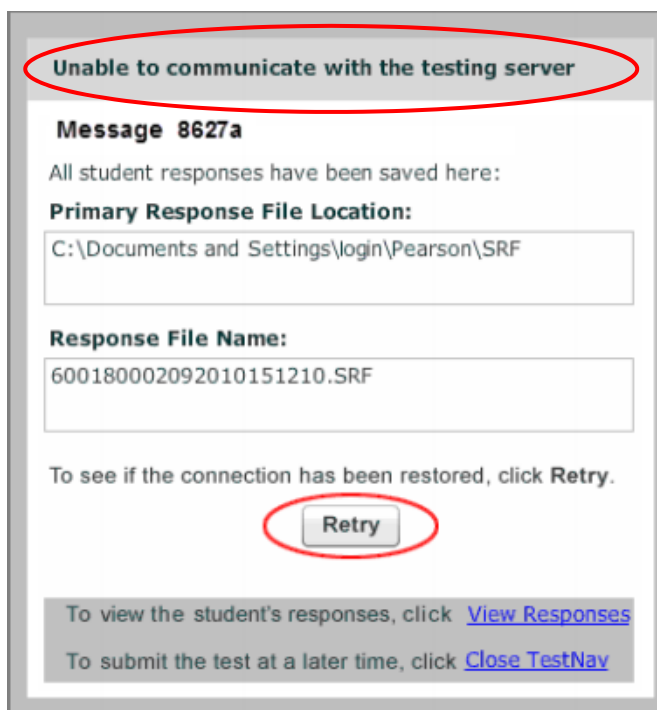 Unable to communicate with the testing server
Message 8627a
All student responses have been saved here:
Primary Response File Location:
C:\Documents and Settings\login\Pearson\SRF
Response File Name:
600180002092010151210.SRF
To see if the connection has been restored, click Retry.
Retry
To view the student's responses, click View Responses
To submit the test at a later time, click Close TestNav